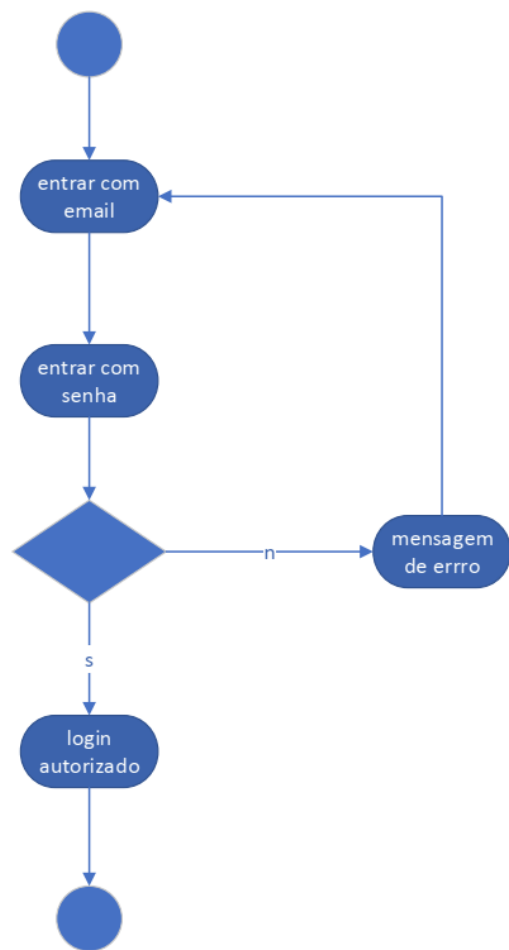 entrar com
email
entrar com
senha
n
mensagem
de errro
s
login
autorizado